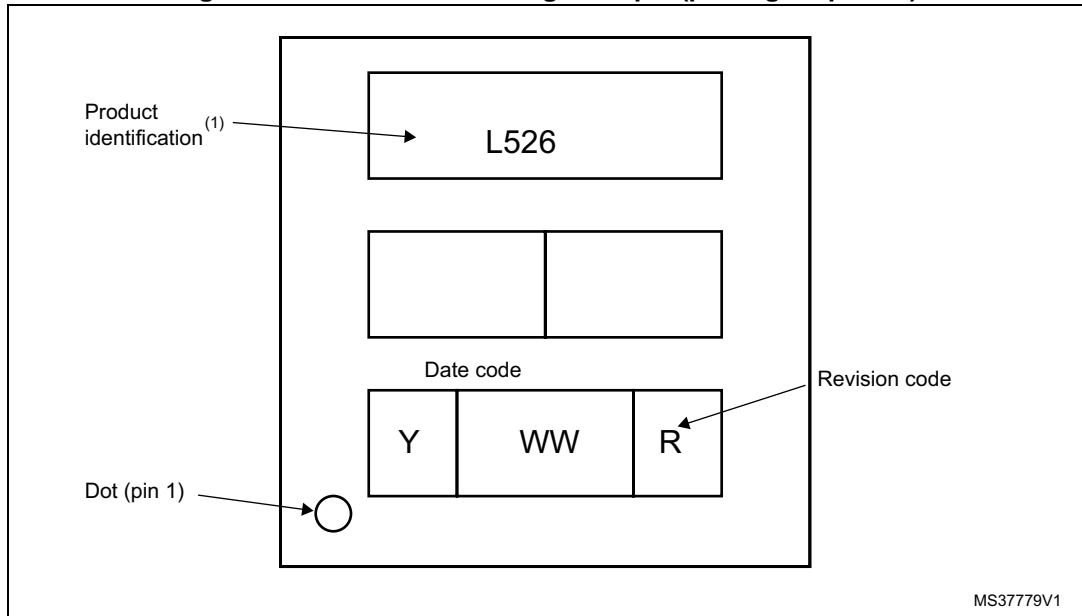 Product
identification (1)
L526
Date code
Y WW R
Revision code
Dot (pin 1)
MS37779V1